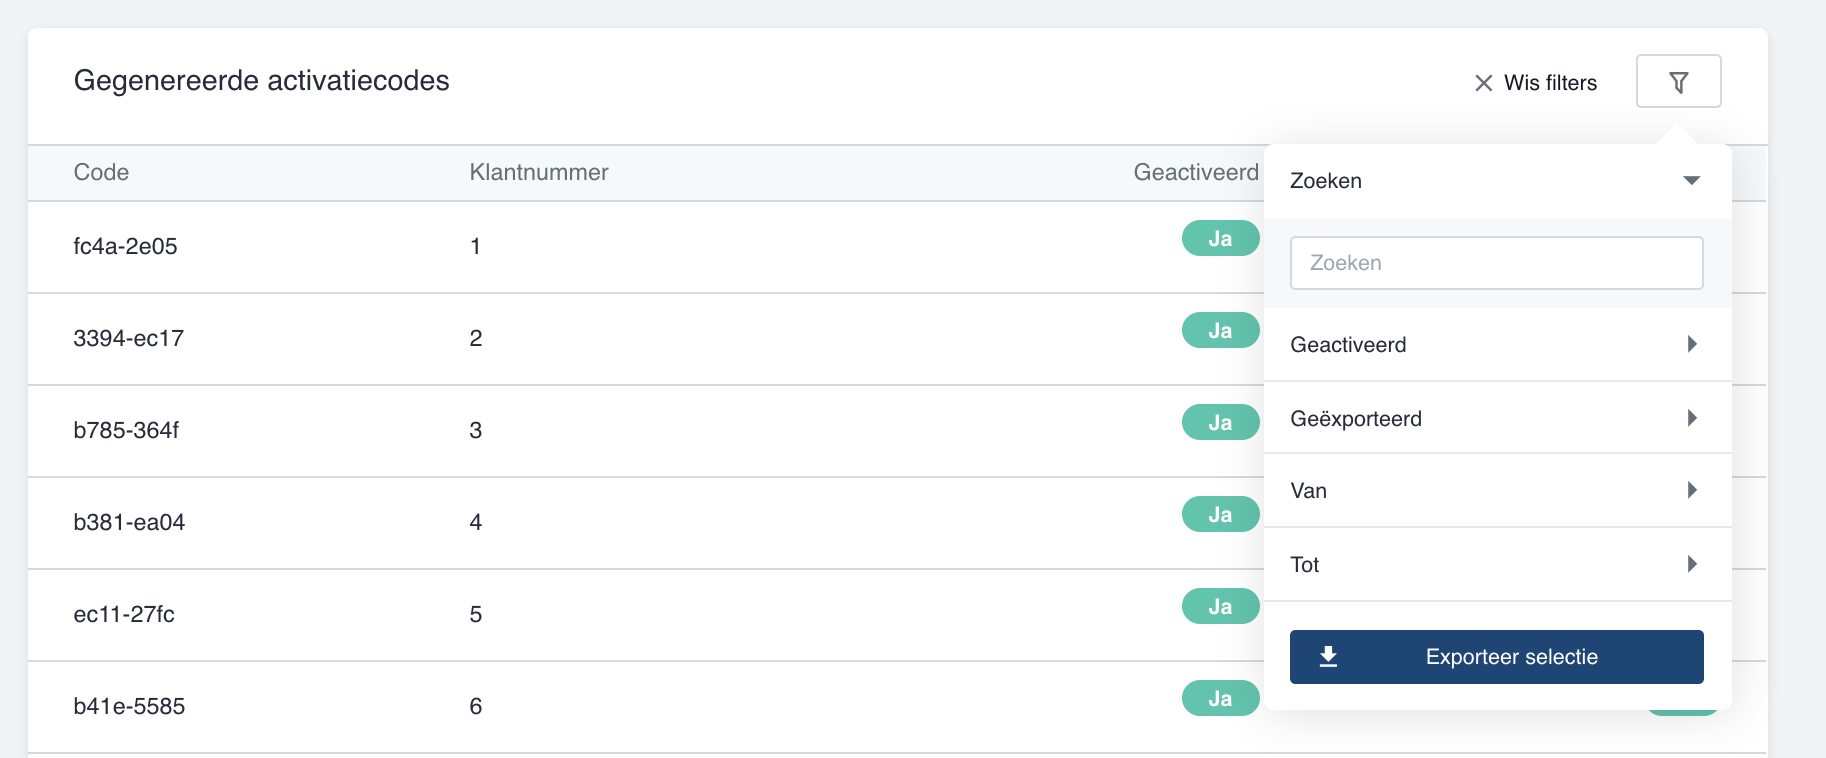 Gegenereerde activatiecodes
Wis filters
Code Klantnummer Geactiveerd
fc4a-2e05 1 Ja
3394-ec17 2 Ja
b785-364f 3 Ja
b381-ea04 4 Ja
ec11-27fc 5 Ja
b41e-5585 6 Ja
Zoeken
Zoeken
Geactiveerd
Geëxporteerd
Van
Tot
Exporteer selectie